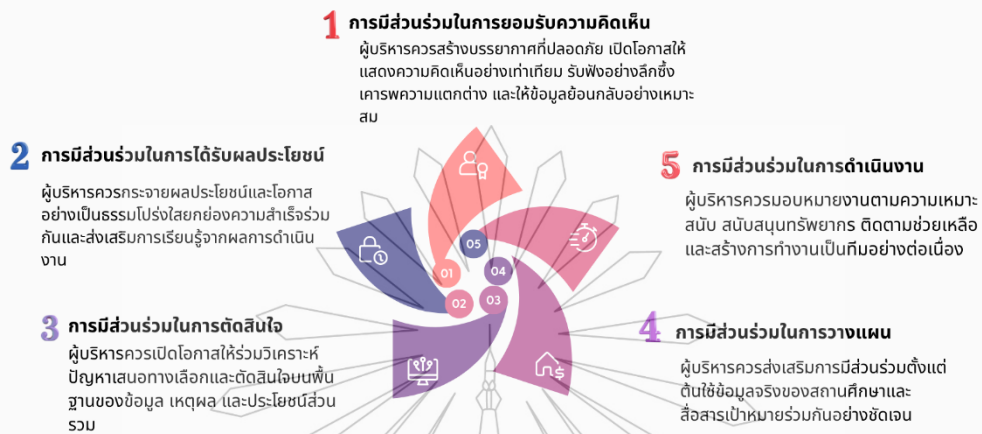 1 การมีส่วนร่วมในการยอมรับความคิดเห็น
ผู้บริหารควรสร้างบรรยากาศที่ปลอดภัย เปิดโอกาสให้
แสดงความคิดเห็นอย่างเท่าเทียม รับฟังอย่างลึกซึ้ง
เคารพความแตกต่าง และให้ข้อมูลย้อนกลับอย่างเหมาะ
สม
2 การมีส่วนร่วมในการได้รับผลประโยชน์
ผู้บริหารควรกระจายผลประโยชน์และโอกาส
อย่างเป็นธรรมโปร่งใสยกย่องความสำเร็จร่วม
กันและส่งเสริมการเรียนรู้จากผลการดำเนิน
งาน
3 การมีส่วนร่วมในการตัดสินใจ
ผู้บริหารควรเปิดโอกาสให้ร่วมวิเคราะห์
ปัญหาเสนอทางเลือกและตัดสินใจบนพื้น
ฐานของข้อมูล เหตุผล และประโยชน์ส่วน
รวม
5 การมีส่วนร่วมในการดำเนินงาน
ผู้บริหารควรมอบหมายงานตามความเหมาะ
สนับ สนับสนุนทรัพยากร ติดตามช่วยเหลือ
และสร้างการทำงานเป็นทีมอย่างต่อเนื่อง
4 การมีส่วนร่วมในการวางแผน
ผู้บริหารควรส่งเสริมการมีส่วนร่วมตั้งแต่
ต้นใช้ข้อมูลจริงของสถานศึกษาและ
สื่อสารเป้าหมายร่วมกันอย่างชัดเจน
05
01
04
02
03